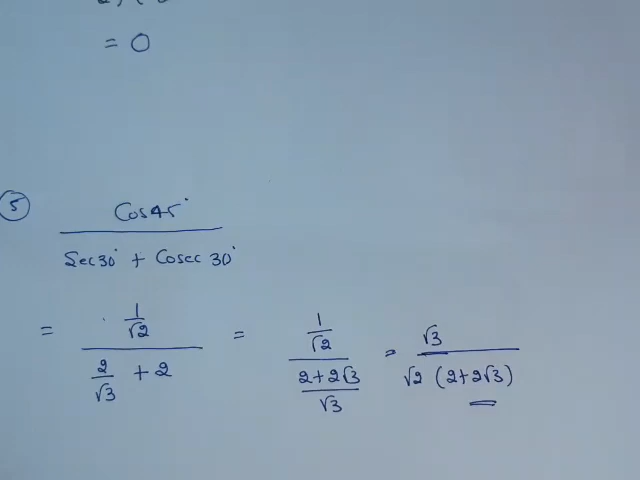 = 0
5
Cos45°
Sec30° + Cosec 30°
= 1/√2 / (2/√3 + 2) = 1/√2 / ((2+2√3)/√3) = √3 / (√2 (2+2√3))